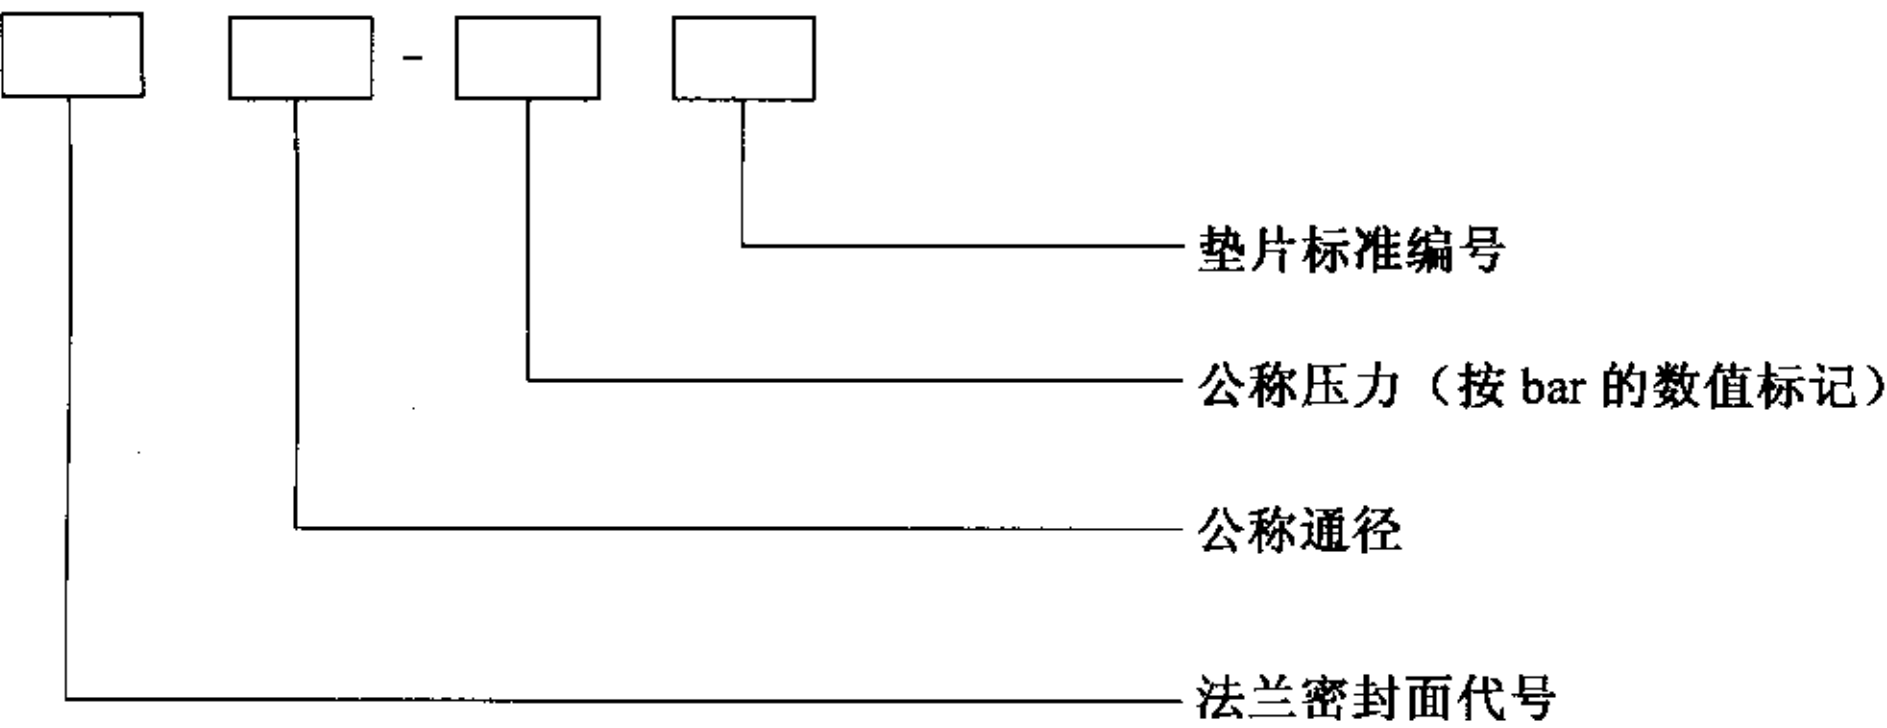 -
垫片标准编号
公称压力（按 bar 的数值标记）
公称通径
法兰密封面代号